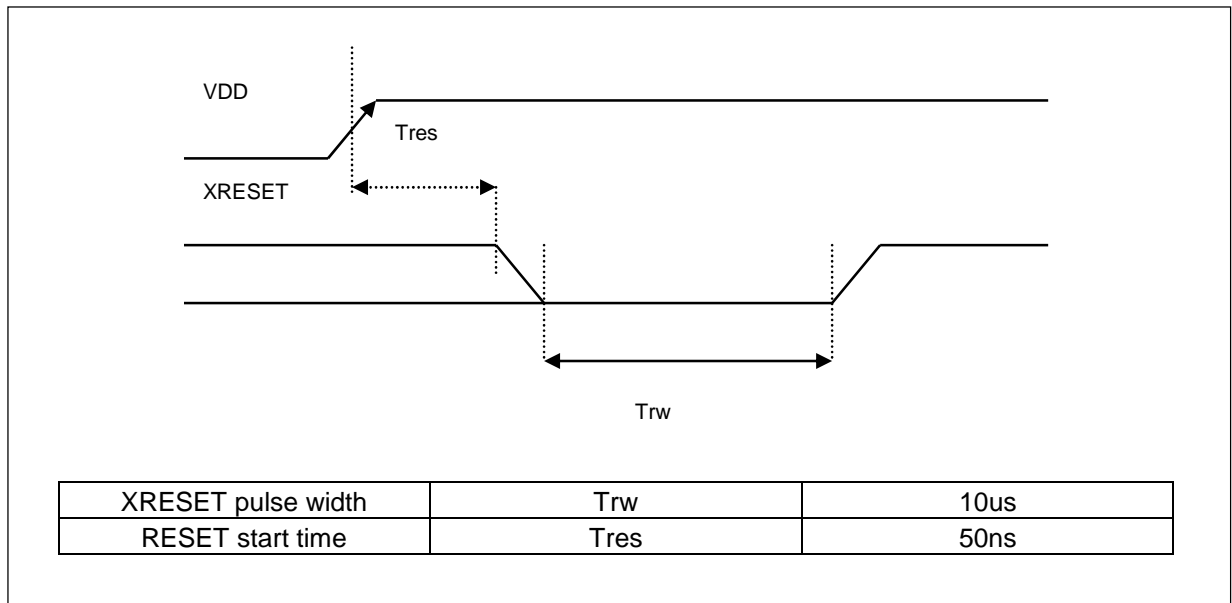 VDD
Tres
XRESET
Trw
XRESET pulse width Trw 10us
RESET start time Tres 50ns